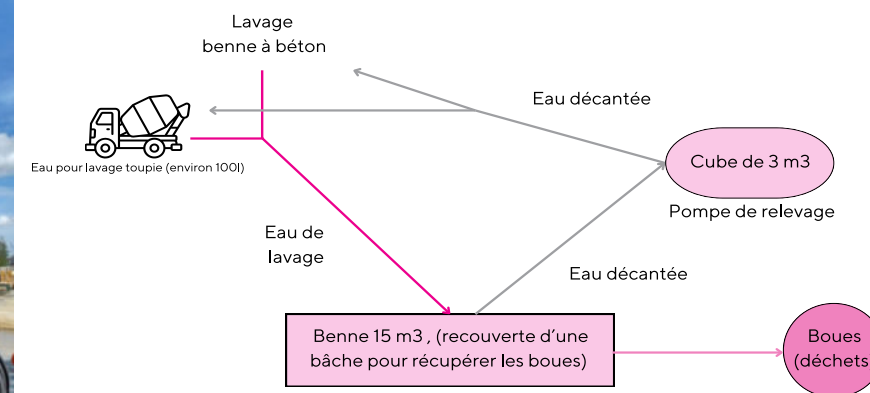 Lavage
benne à béton
Eau décantée
Eau pour lavage toupie (environ 100l)
Cube de 3 m3
Pompe de relevage
Eau de
lavage
Eau décantée
Benne 15 m3 , (recouverte d'une
bâche pour récupérer les boues)
Boues
(déchets